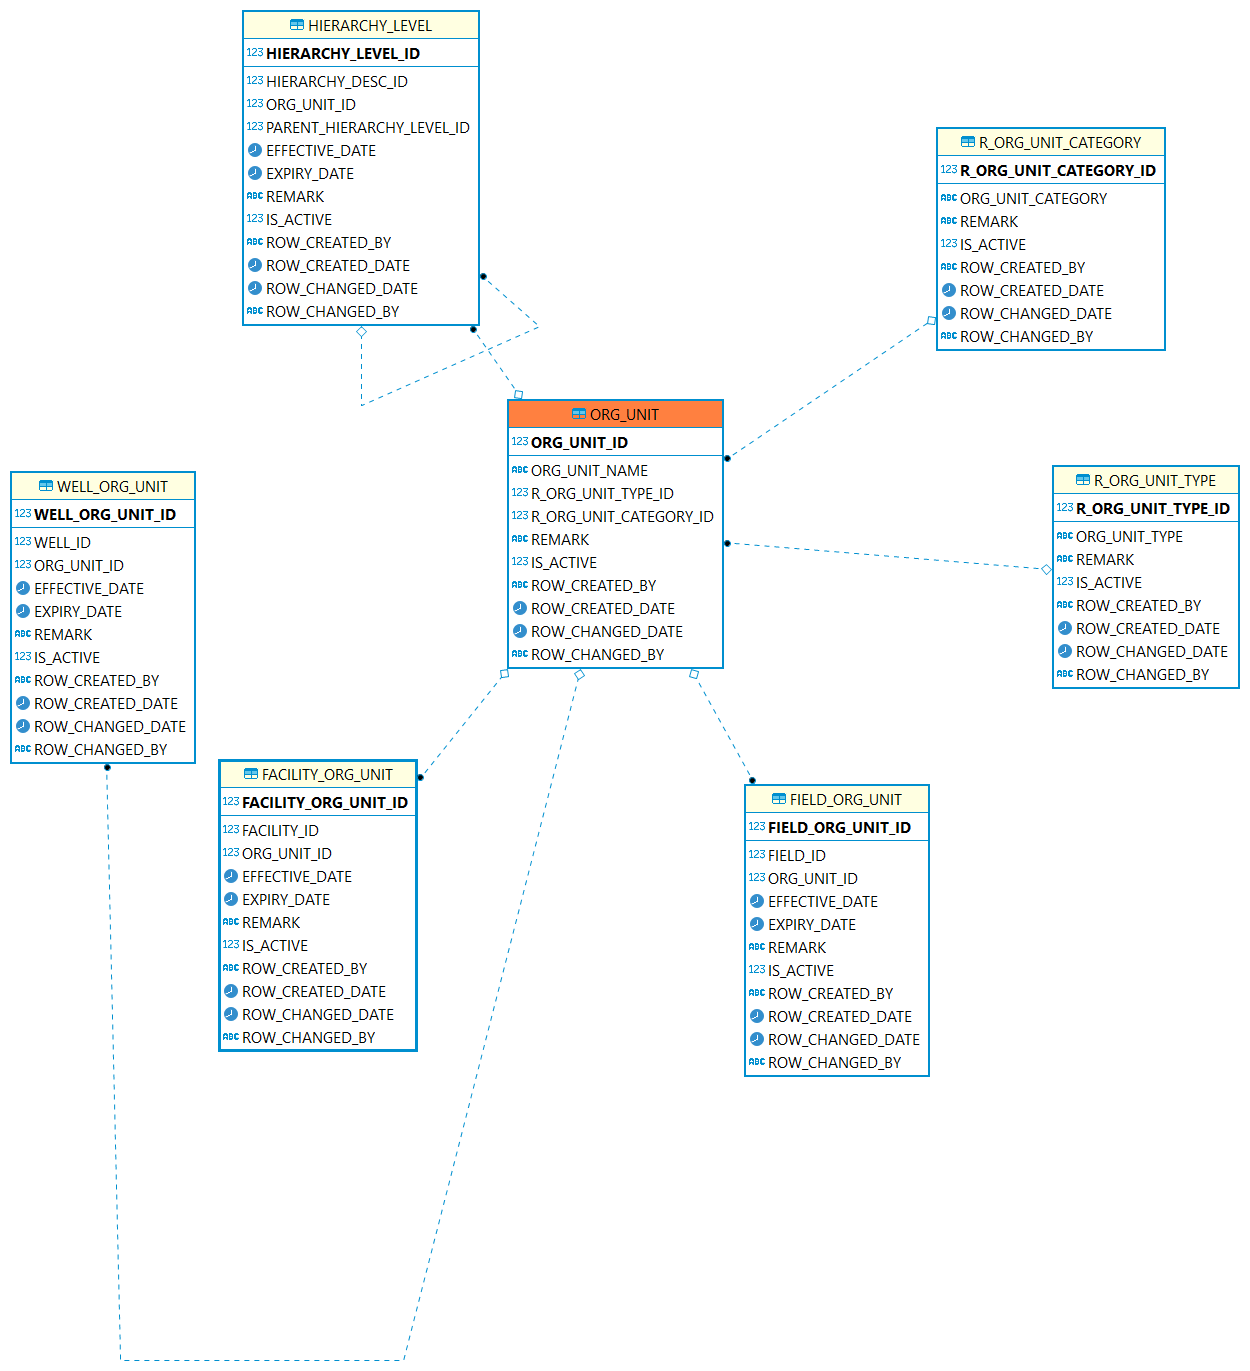 HIERARCHY_LEVEL
123 HIERARCHY_LEVEL_ID
123 HIERARCHY_DESC_ID
123 ORG_UNIT_ID
123 PARENT_HIERARCHY_LEVEL_ID
EFFECTIVE_DATE
EXPIRY_DATE
ABC REMARK
123 IS_ACTIVE
ABC ROW_CREATED_BY
ROW_CREATED_DATE
ROW_CHANGED_DATE
ABC ROW_CHANGED_BY
R_ORG_UNIT_CATEGORY
123 R_ORG_UNIT_CATEGORY_ID
ABC ORG_UNIT_CATEGORY
ABC REMARK
123 IS_ACTIVE
ABC ROW_CREATED_BY
ROW_CREATED_DATE
ROW_CHANGED_DATE
ABC ROW_CHANGED_BY
ORG_UNIT
123 ORG_UNIT_ID
ABC ORG_UNIT_NAME
123 R_ORG_UNIT_TYPE_ID
123 R_ORG_UNIT_CATEGORY_ID
ABC REMARK
123 IS_ACTIVE
ABC ROW_CREATED_BY
ROW_CREATED_DATE
ROW_CHANGED_DATE
ABC ROW_CHANGED_BY
R_ORG_UNIT_TYPE
123 R_ORG_UNIT_TYPE_ID
ABC ORG_UNIT_TYPE
ABC REMARK
123 IS_ACTIVE
ABC ROW_CREATED_BY
ROW_CREATED_DATE
ROW_CHANGED_DATE
ABC ROW_CHANGED_BY
WELL_ORG_UNIT
123 WELL_ORG_UNIT_ID
123 WELL_ID
123 ORG_UNIT_ID
EFFECTIVE_DATE
EXPIRY_DATE
ABC REMARK
123 IS_ACTIVE
ABC ROW_CREATED_BY
ROW_CREATED_DATE
ROW_CHANGED_DATE
ABC ROW_CHANGED_BY
FACILITY_ORG_UNIT
123 FACILITY_ORG_UNIT_ID
123 FACILITY_ID
123 ORG_UNIT_ID
EFFECTIVE_DATE
EXPIRY_DATE
ABC REMARK
123 IS_ACTIVE
ABC ROW_CREATED_BY
ROW_CREATED_DATE
ROW_CHANGED_DATE
ABC ROW_CHANGED_BY
FIELD_ORG_UNIT
123 FIELD_ORG_UNIT_ID
123 FIELD_ID
123 ORG_UNIT_ID
EFFECTIVE_DATE
EXPIRY_DATE
ABC REMARK
123 IS_ACTIVE
ABC ROW_CREATED_BY
ROW_CREATED_DATE
ROW_CHANGED_DATE
ABC ROW_CHANGED_BY